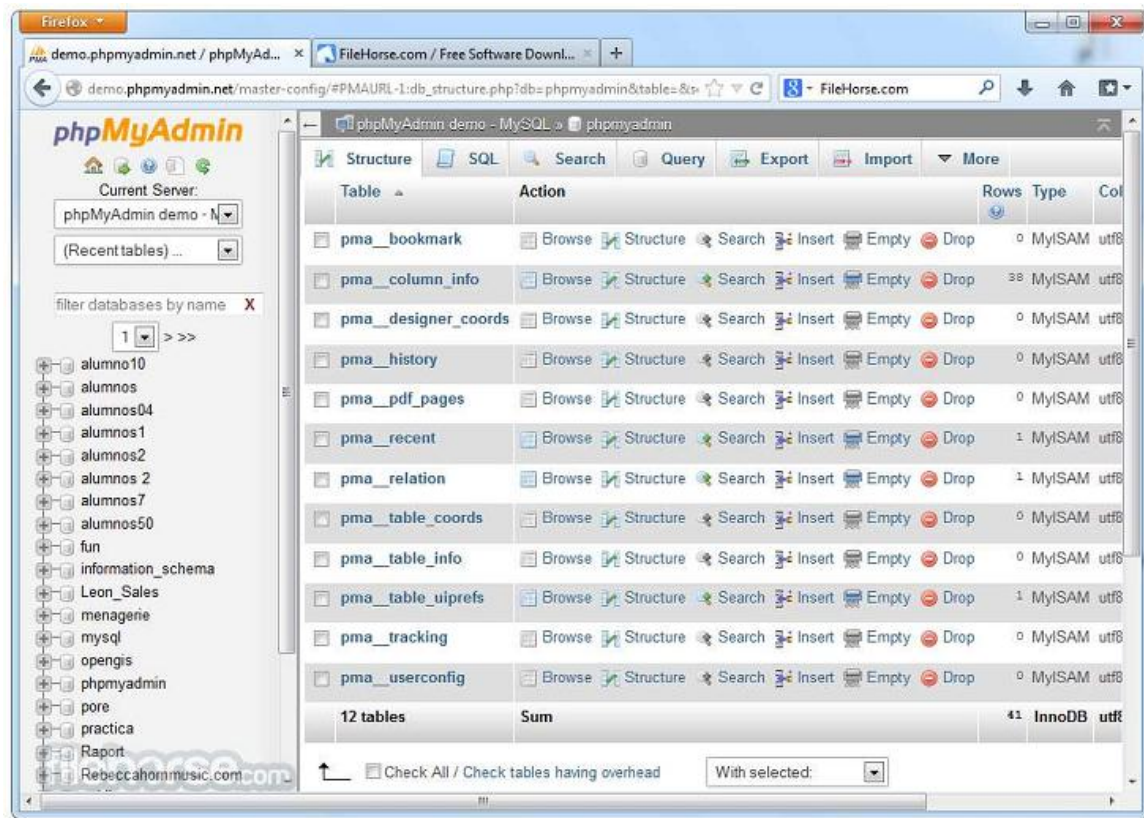 Firefox
demo.phpmyadmin.net / phpMyAd... × FileHorse.com / Free Software Downl... × +
demo.phpmyadmin.net/master-config/#PMAURL-1:db_structure.php?db=phpmyadmin&table=&s FileHorse.com
phpMyAdmin
Current Server:
phpMyAdmin demo - M
(Recent tables) ...
filter databases by name X
1 > >>
alumno10
alumnos
alumnos04
alumnos1
alumnos2
alumnos 2
alumnos7
alumnos50
fun
information_schema
Leon_Sales
menagerie
mysql
opengis
phpmyadmin
pore
practica
Raport
Rebeccahornmusic.com
filehorse.com
phpMyAdmin demo - MySQL » phpmyadmin
Structure SQL Search Query Export Import More
Table Action Rows Type Col
pma__bookmark Browse Structure Search Insert Empty Drop 0 MyISAM utf8
pma__column_info Browse Structure Search Insert Empty Drop 38 MyISAM utf8
pma__designer_coords Browse Structure Search Insert Empty Drop 0 MyISAM utf8
pma__history Browse Structure Search Insert Empty Drop 0 MyISAM utf8
pma__pdf_pages Browse Structure Search Insert Empty Drop 0 MyISAM utf8
pma__recent Browse Structure Search Insert Empty Drop 1 MyISAM utf8
pma__relation Browse Structure Search Insert Empty Drop 1 MyISAM utf8
pma__table_coords Browse Structure Search Insert Empty Drop 0 MyISAM utf8
pma__table_info Browse Structure Search Insert Empty Drop 0 MyISAM utf8
pma__table_uiprefs Browse Structure Search Insert Empty Drop 1 MyISAM utf8
pma__tracking Browse Structure Search Insert Empty Drop 0 MyISAM utf8
pma__userconfig Browse Structure Search Insert Empty Drop 0 MyISAM utf8
12 tables Sum 41 InnoDB utf8
Check All / Check tables having overhead With selected: